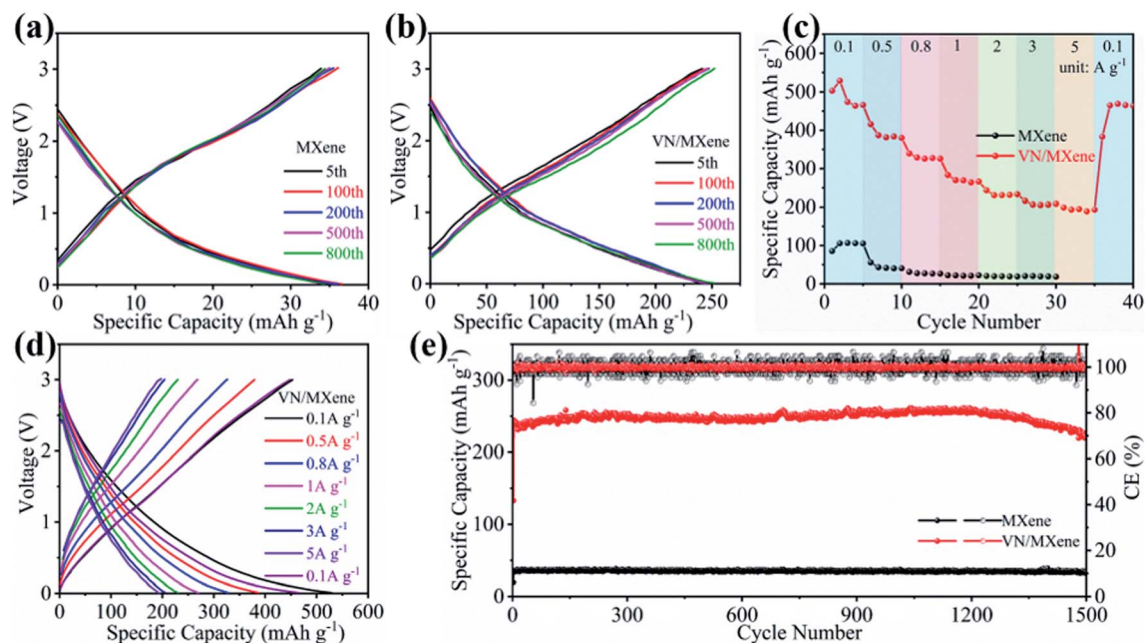 (a)
3
2
1
0
Voltage (V)
MXene
5th
100th
200th
500th
800th
0 10 20 30 40
Specific Capacity (mAh g-1)
(b)
3
2
1
0
Voltage (V)
VN/MXene
5th
100th
200th
500th
800th
0 50 100 150 200 250
Specific Capacity (mAh g-1)
(c)
600
500
400
300
200
100
0
Specific Capacity (mAh g-1)
0.1 0.5 0.8 1 2 3 5 0.1
unit: A g-1
MXene
VN/MXene
0 10 20 30 40
Cycle Number
(d)
4
3
2
1
0
Voltage (V)
VN/MXene
0.1A g-1
0.5A g-1
0.8A g-1
1A g-1
2A g-1
3A g-1
5A g-1
0.1A g-1
0 100 200 300 400 500 600
Specific Capacity (mAh g-1)
(e)
300
200
100
0
Specific Capacity (mAh g-1)
MXene
VN/MXene
100
80
60
40
20
10
0
CE (%)
0 300 600 900 1200 1500
Cycle Number